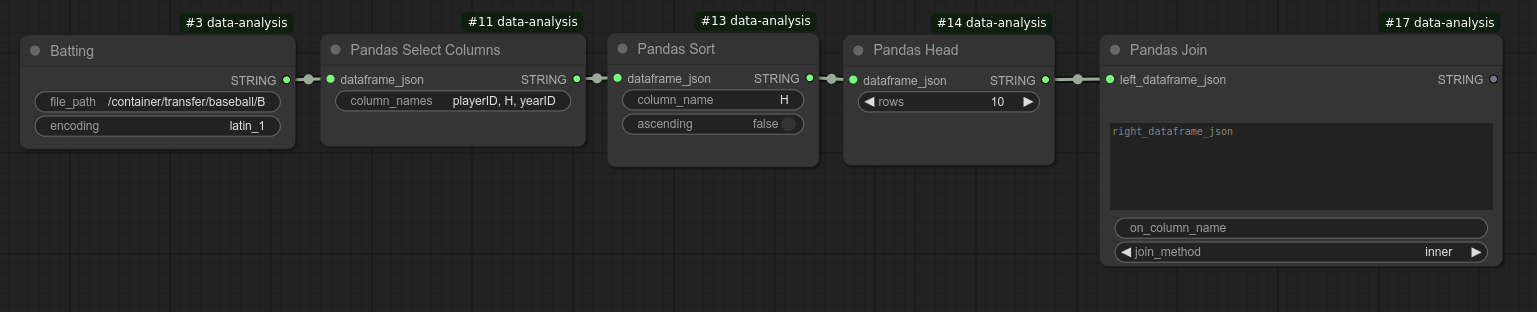 #3 data-analysis
Batting
STRING
file_path /container/transfer/baseball/B
encoding latin_1
#11 data-analysis
Pandas Select Columns
dataframe_json STRING
column_names playerID, H, yearID
#13 data-analysis
Pandas Sort
dataframe_json STRING
column_name H
ascending false
#14 data-analysis
Pandas Head
dataframe_json STRING
rows 10
#17 data-analysis
Pandas Join
left_dataframe_json STRING
right_dataframe_json
on_column_name
join_method inner